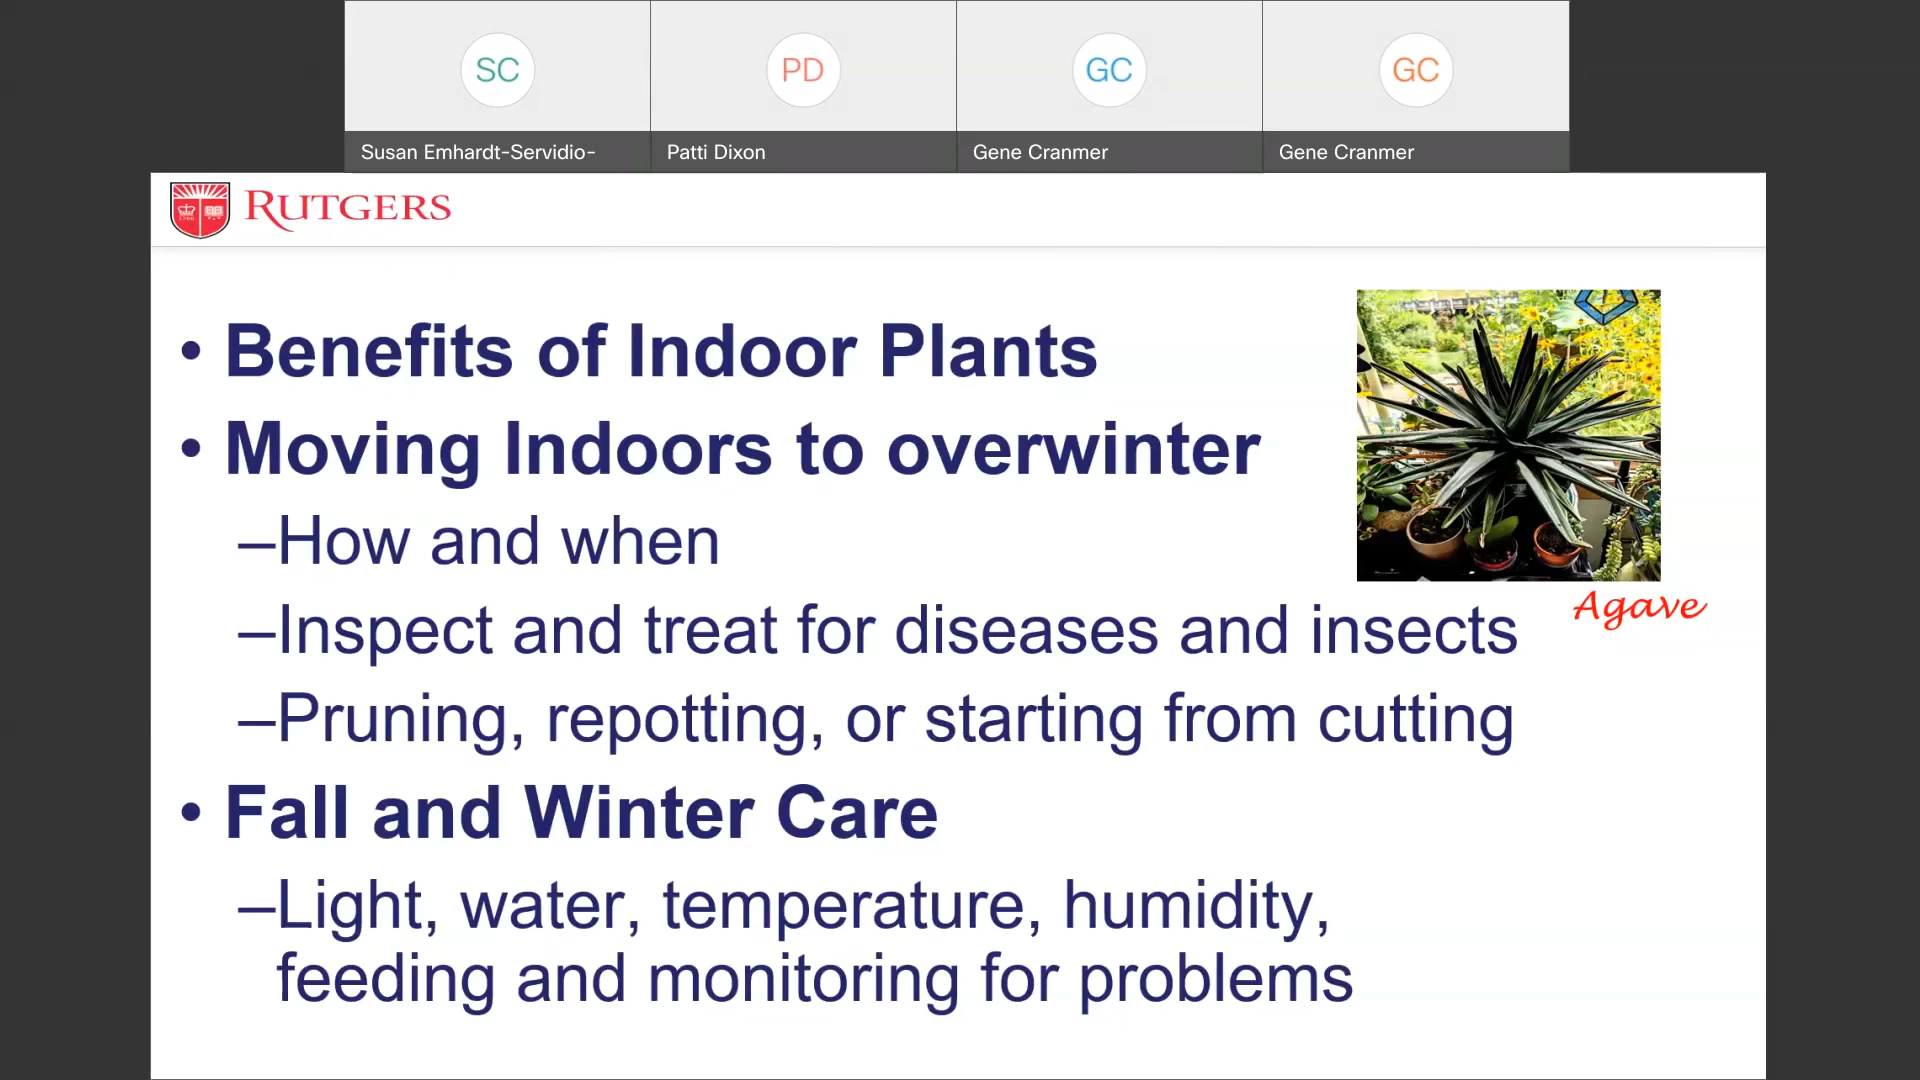 SC
PD
GC
GC
Susan Emhardt-Servidio-
Patti Dixon
Gene Cranmer
Gene Cranmer
RUTGERS
• Benefits of Indoor Plants
• Moving Indoors to overwinter
–How and when
–Inspect and treat for diseases and insects
–Pruning, repotting, or starting from cutting
• Fall and Winter Care
–Light, water, temperature, humidity,
feeding and monitoring for problems
Agave